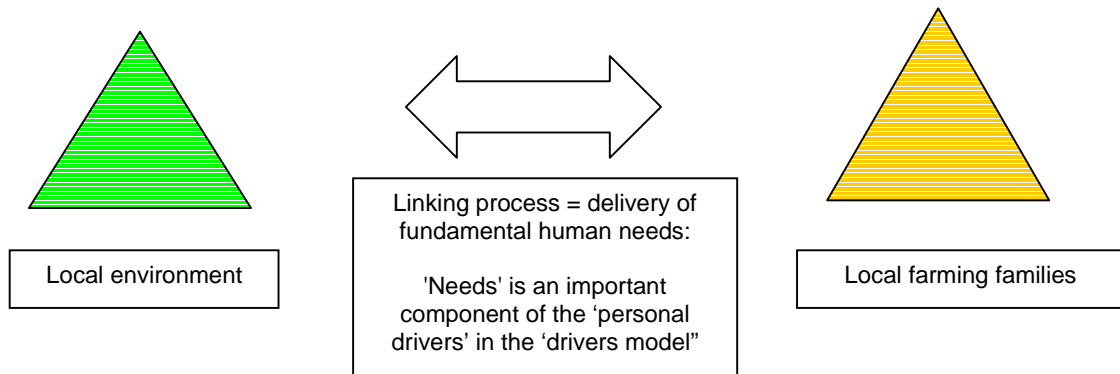 Linking process = delivery of
fundamental human needs:
'Needs' is an important
component of the ‘personal
drivers’ in the ‘drivers model”
Local environment
Local farming families